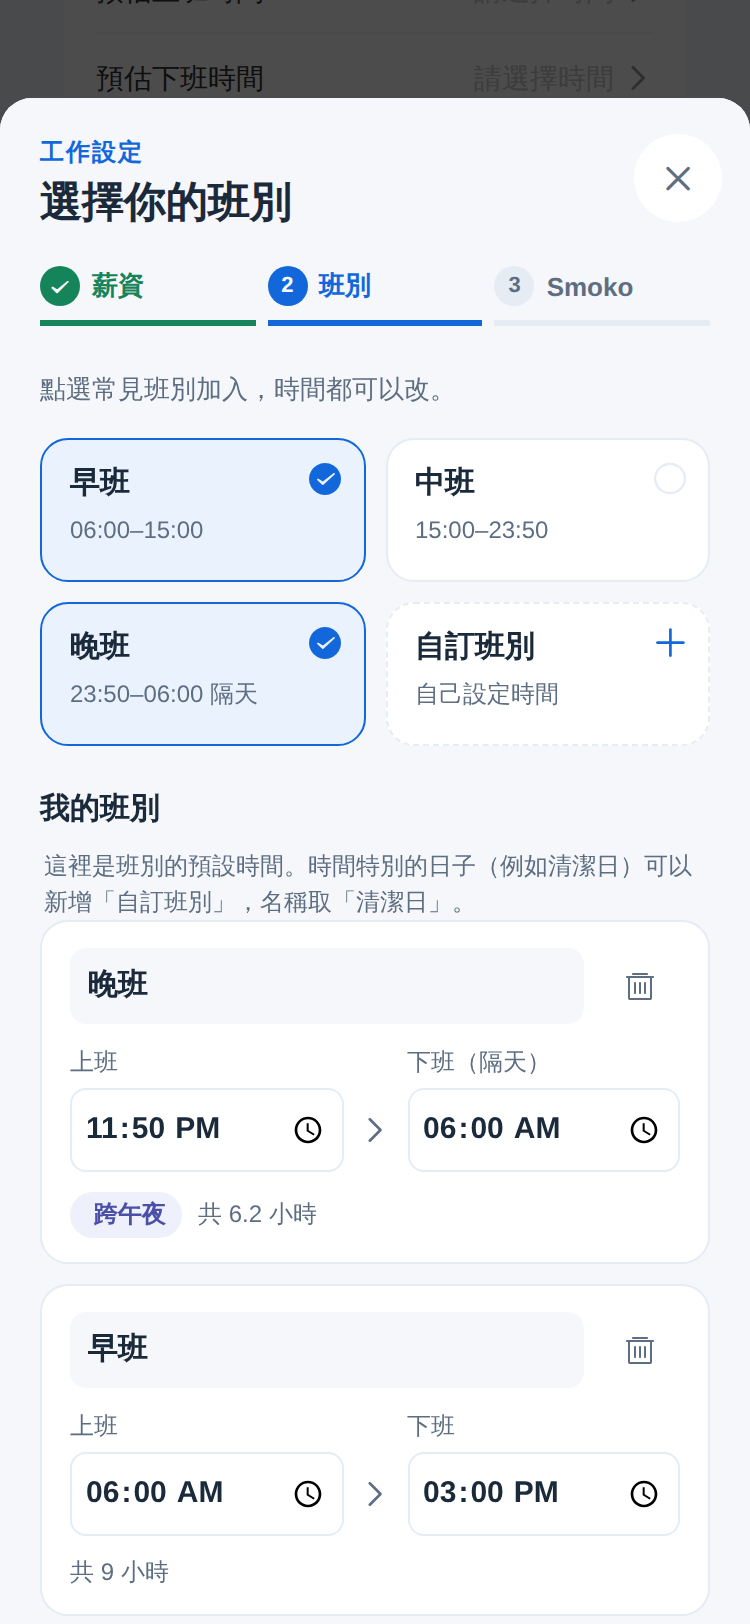 預估下班時間 請選擇時間
工作設定
選擇你的班別
薪資
2 班別
3 Smoko
點選常見班別加入，時間都可以改。
早班
06:00–15:00
中班
15:00–23:50
晚班
23:50–06:00 隔天
自訂班別
自己設定時間
我的班別
這裡是班別的預設時間。時間特別的日子（例如清潔日）可以
新增「自訂班別」，名稱取「清潔日」。
晚班
上班
下班（隔天）
11:50 PM
06:00 AM
跨午夜 共 6.2 小時
早班
上班
下班
06:00 AM
03:00 PM
共 9 小時